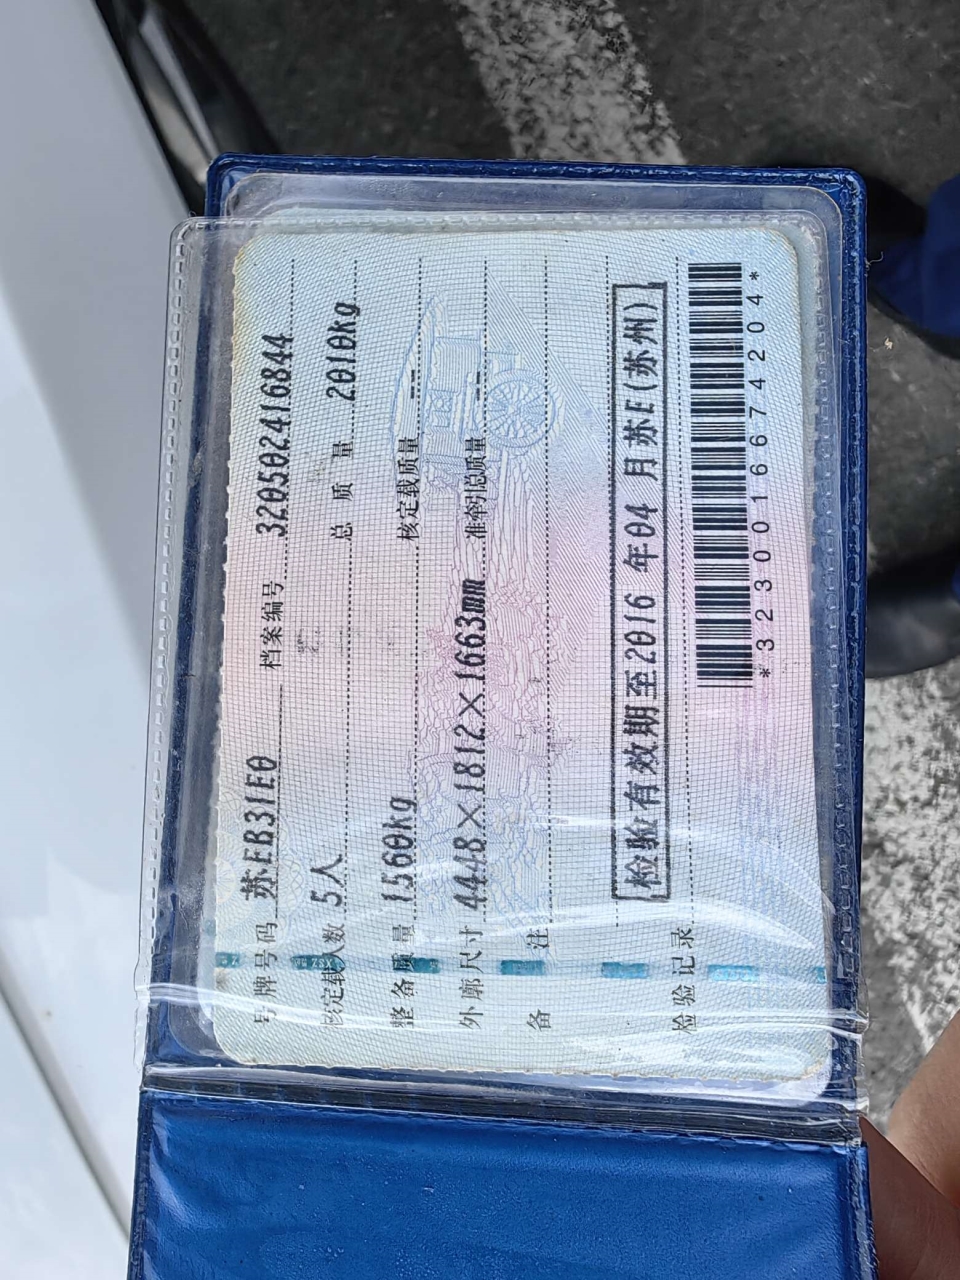 号牌号码 苏EB31E0 档案编号 320502416844
核定载人数 5人 总质量 2010kg
整备质量 1560kg 核定载质量 --
外廓尺寸 4448×1812×1663mm 准牵引总质量 --
备注
检验有效期至2016年04月苏E(苏州)
检验记录
*3230016674204*